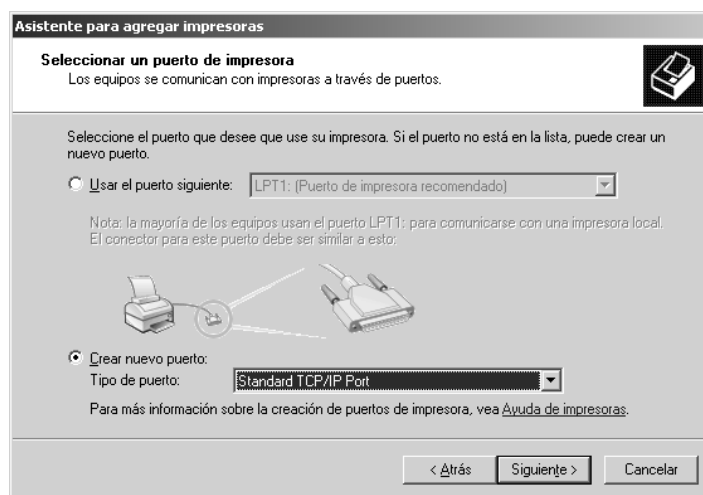 Asistente para agregar impresoras
Seleccionar un puerto de impresora
Los equipos se comunican con impresoras a través de puertos.
Seleccione el puerto que desee que use su impresora. Si el puerto no está en la lista, puede crear un
nuevo puerto.
Usar el puerto siguiente: LPT1: (Puerto de impresora recomendado)
Nota: la mayoría de los equipos usan el puerto LPT1: para comunicarse con una impresora local.
El conector para este puerto debe ser similar a esto:
Crear nuevo puerto:
Tipo de puerto: Standard TCP/IP Port
Para más información sobre la creación de puertos de impresora, vea Ayuda de impresoras.
< Atrás Siguiente > Cancelar